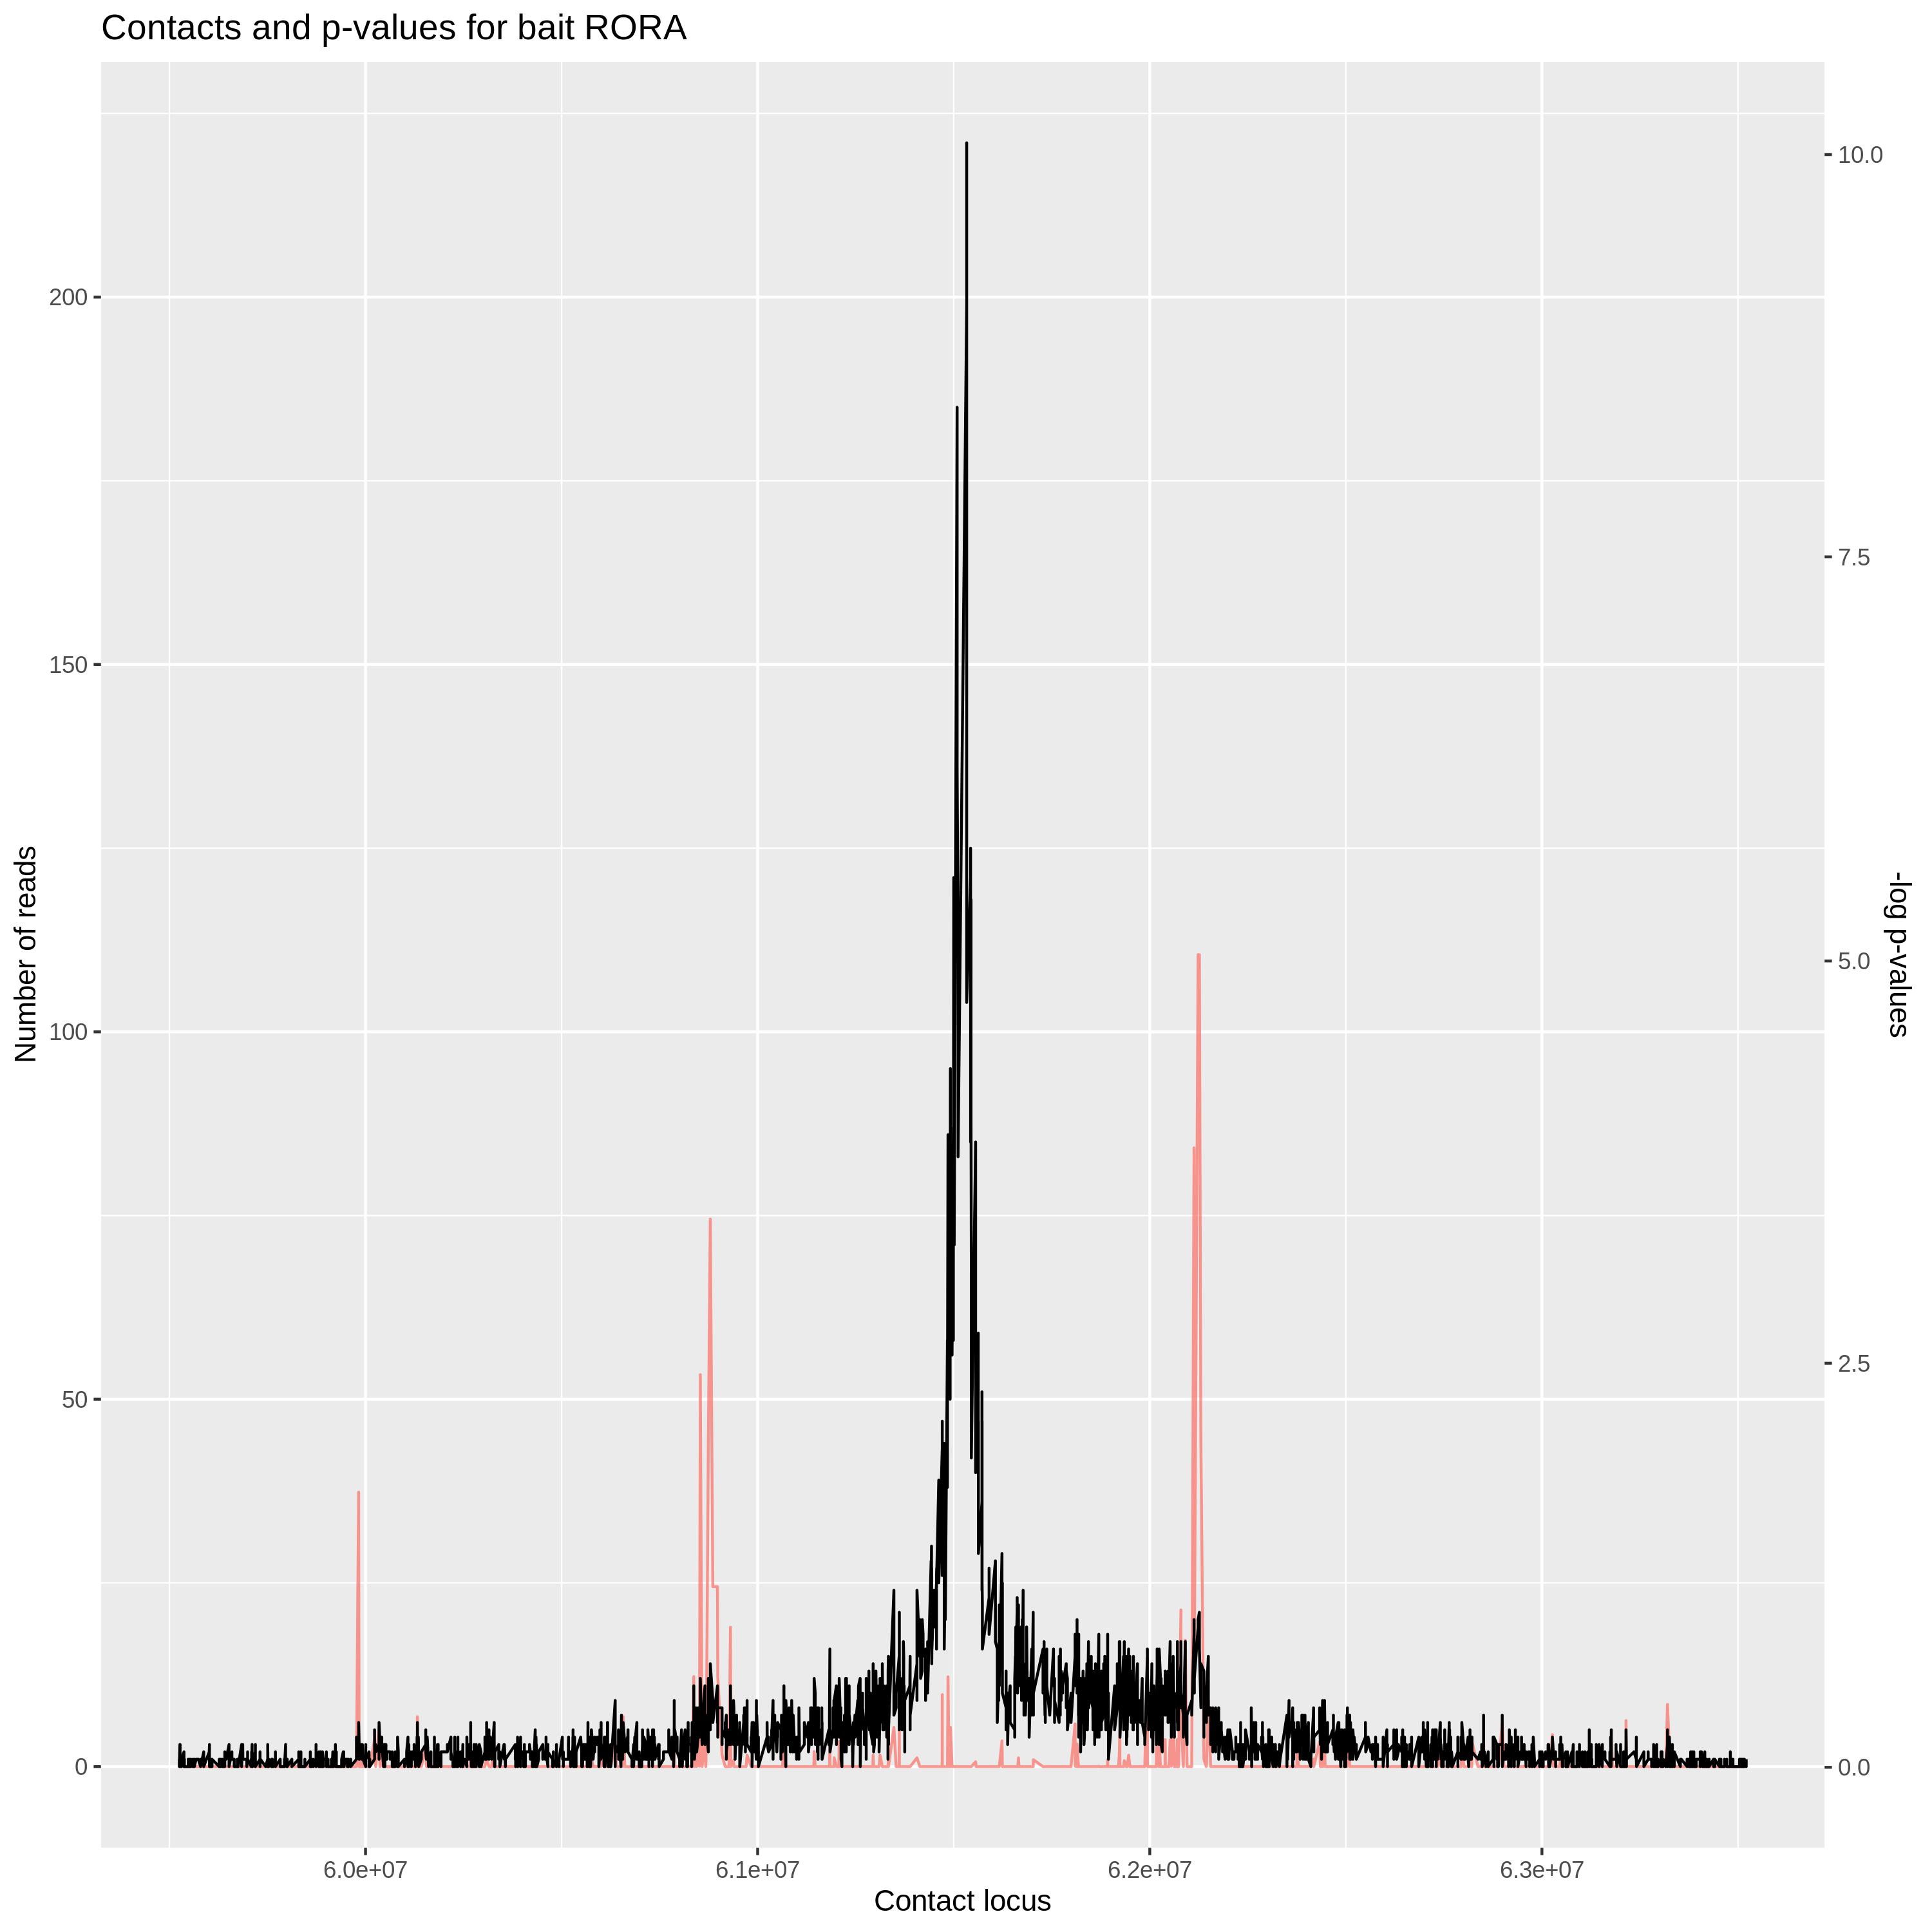 Contacts and p-values for bait RORA
Number of reads
200
150
100
50
0
10.0
7.5
5.0
2.5
0.0
-log p-values
6.0e+07 6.1e+07 6.2e+07 6.3e+07
Contact locus